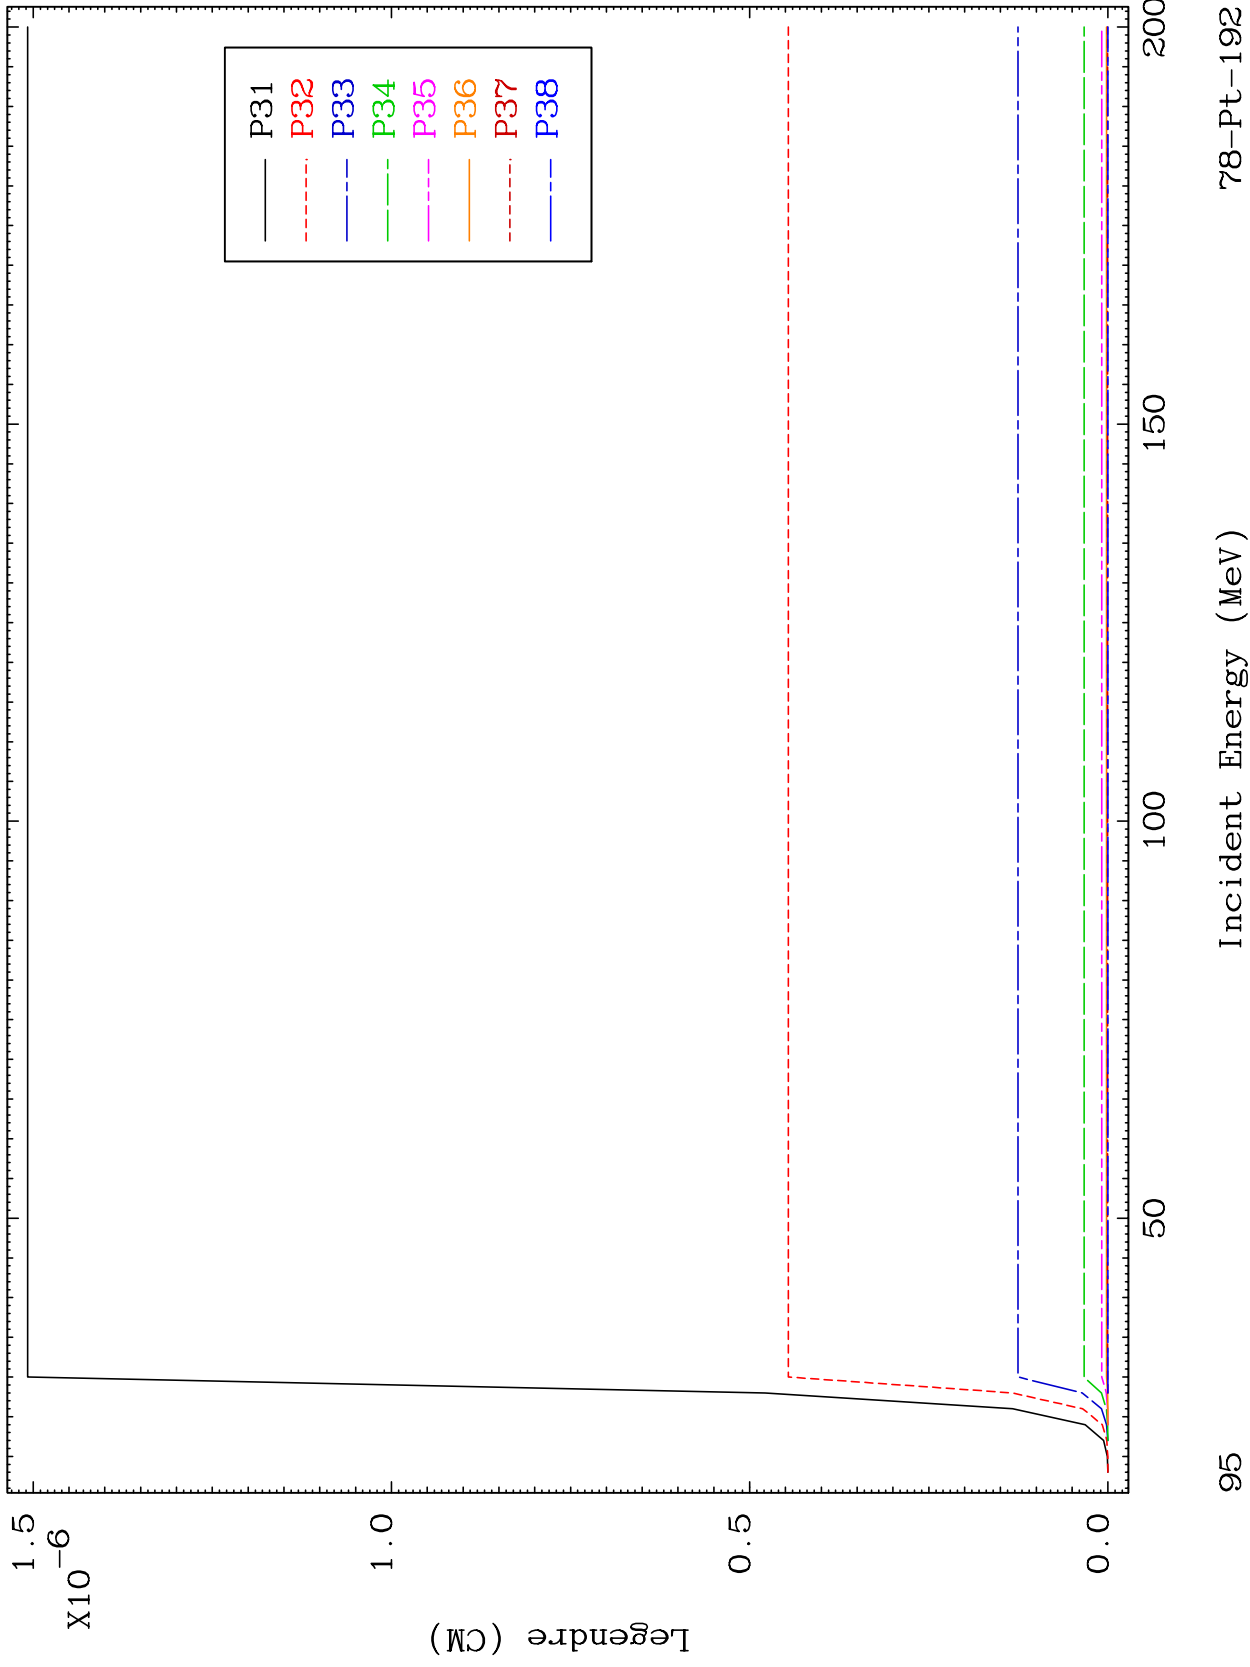 1.5
X10⁻⁶
1.0
0.5
0.0
Legendre (CM)
P31
P32
P33
P34
P35
P36
P37
P38
50
100
150
200
Incident Energy (MeV)
95
78-Pt-192